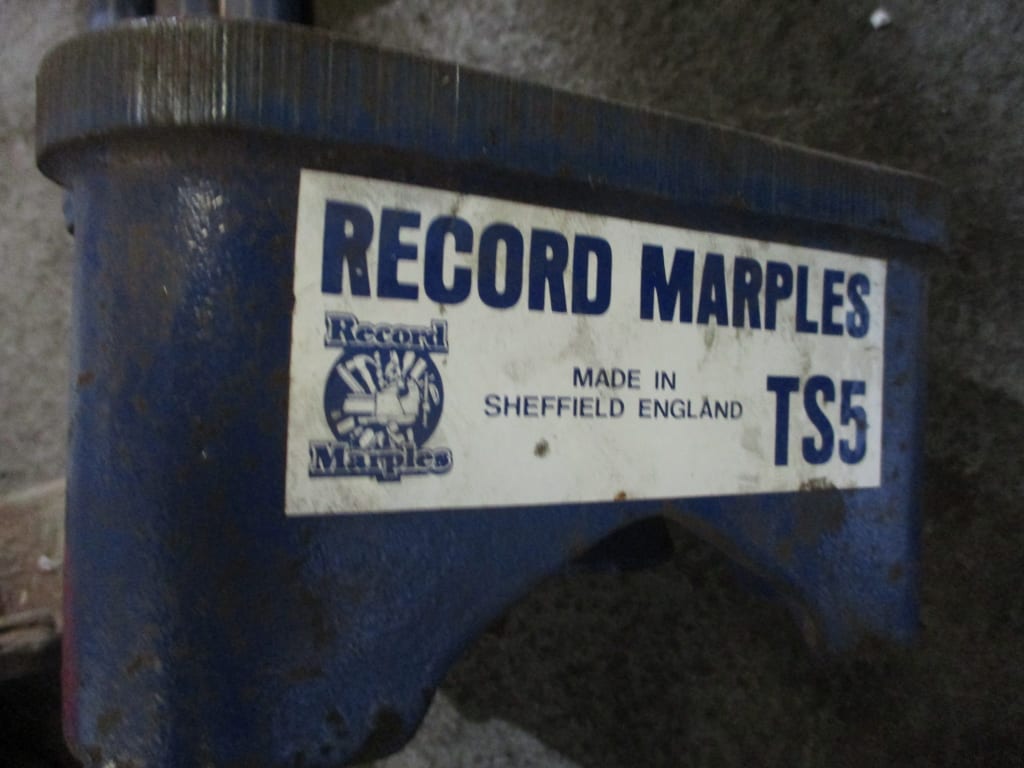 RECORD MARPLES
Record
Marples
MADE IN
SHEFFIELD ENGLAND
TS5